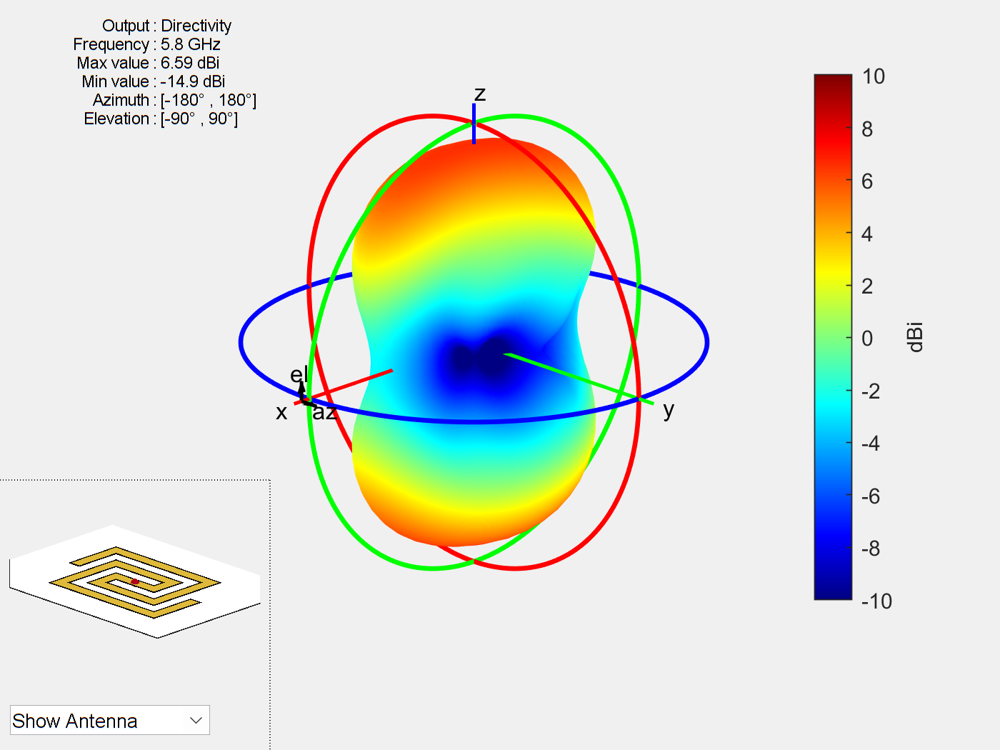 Output : Directivity
Frequency : 5.8 GHz
Max value : 6.59 dBi
Min value : -14.9 dBi
Azimuth : [-180° , 180°]
Elevation : [-90° , 90°]
z
el
x
az
y
10
8
6
4
2
0
-2
-4
-6
-8
-10
dBi
Show Antenna